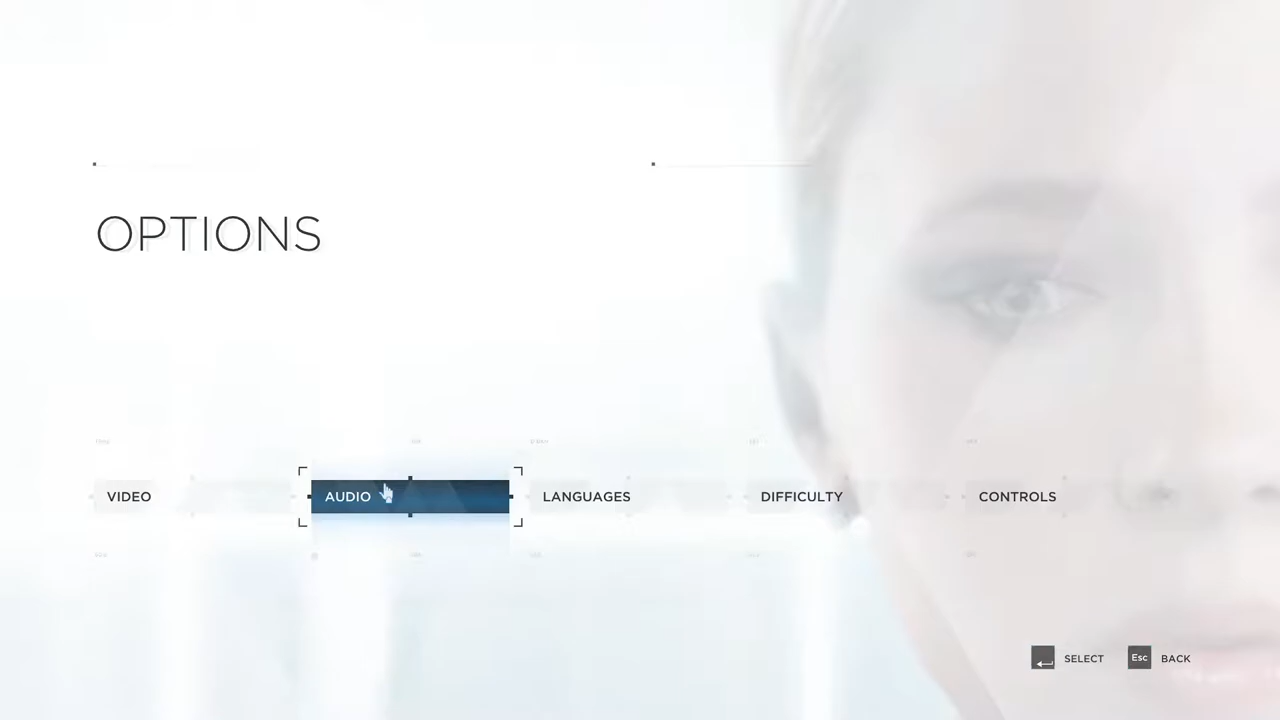 OPTIONS
VIDEO
AUDIO
LANGUAGES
DIFFICULTY
CONTROLS
SELECT
Esc BACK